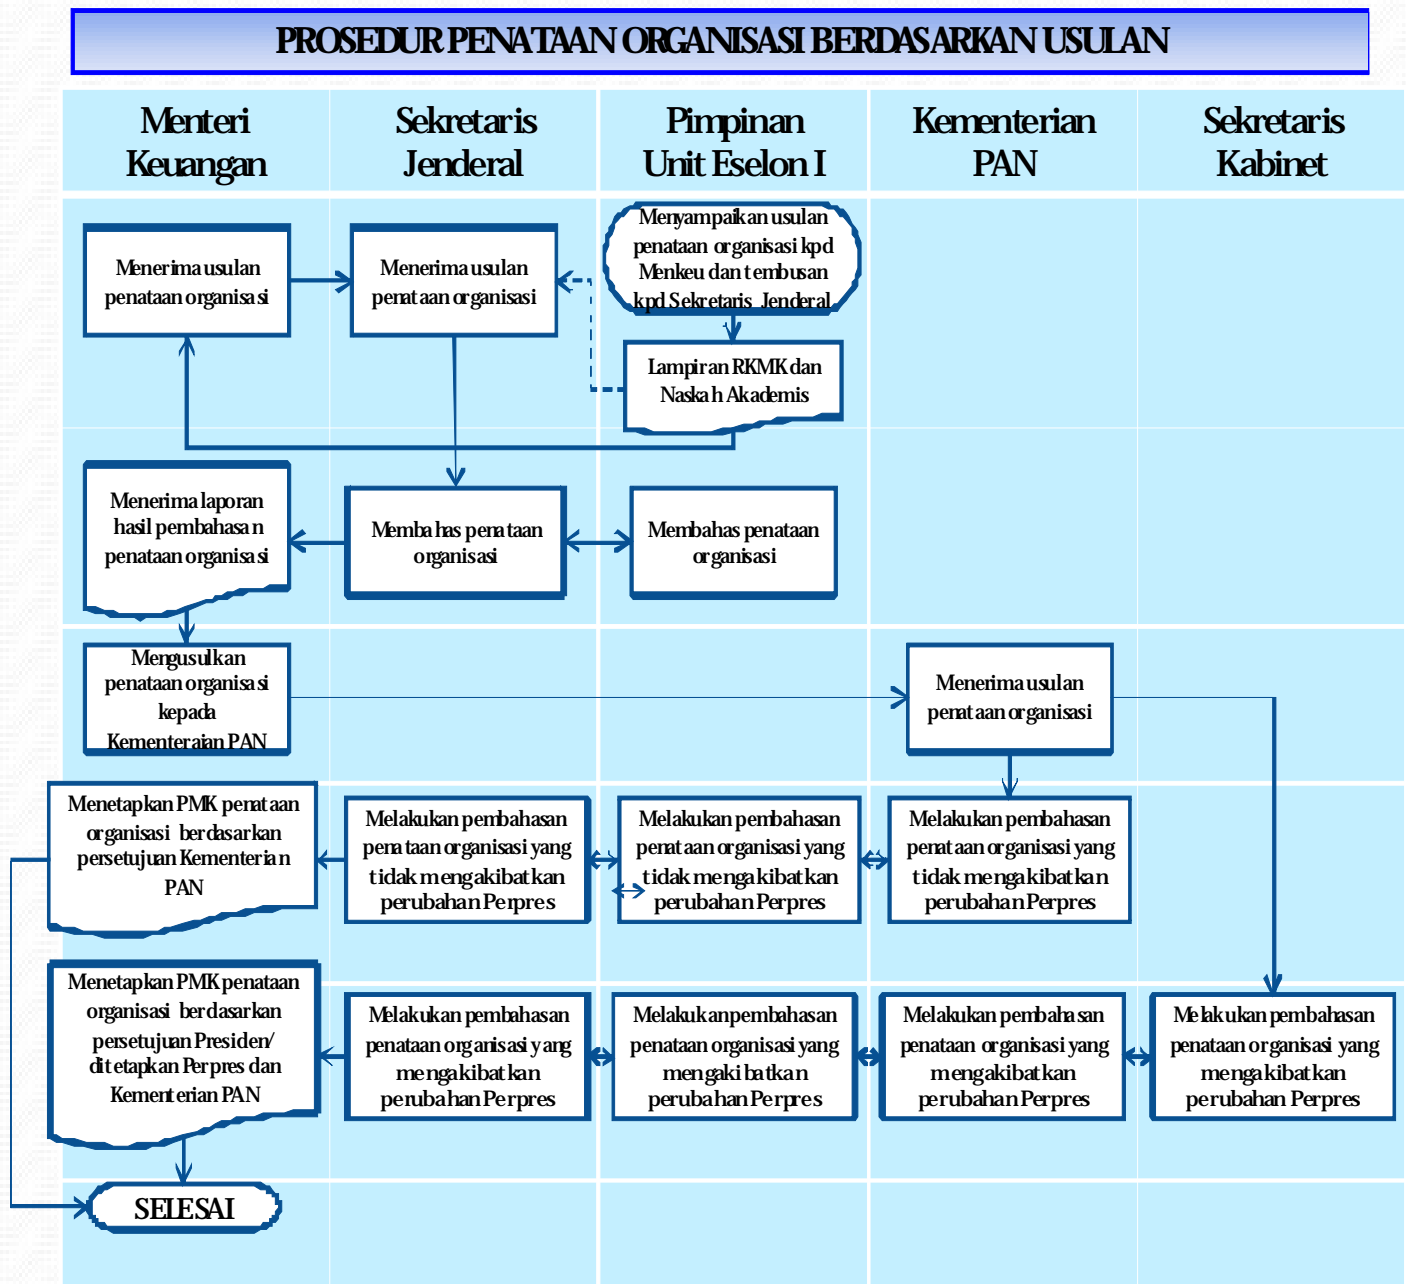 PROSEDUR PENATAAN ORGANISASI BERDASARKAN USULAN
Menteri
Keuangan
Sekretaris
Jenderal
Pimpinan
Unit Eselon I
Kementerian
PAN
Sekretaris
Kabinet
Menerima usulan
penataan organisasi
Menerima usulan
penataan organisasi
Menyampaikan usulan
penataan organisasi kpd
Menkeu dan tembusan
kpd Sekretaris Jenderal
Lampiran RKMK dan
Naskah Akademis
Menerima laporan
hasil pembahasan
penataan organisasi
Membahas penataan
organisasi
Membahas penataan
organisasi
Mengusulkan
penataan organisasi
kepada
Kementeraian PAN
Menerima usulan
penataan organisasi
Menetapkan PMK penataan
organisasi berdasarkan
persetujuan Kementerian
PAN
Melakukan pembahasan
penataan organisasi yang
tidak mengakibatkan
perubahan Perpres
Melakukan pembahasan
penataan organisasi yang
tidak mengakibatkan
perubahan Perpres
Melakukan pembahasan
penataan organisasi yang
tidak mengakibatkan
perubahan Perpres
Menetapkan PMK penataan
organisasi berdasarkan
persetujuan Presiden/
ditetapkan Perpres dan
Kementerian PAN
Melakukan pembahasan
penataan organisasi yang
mengakibatkan
perubahan Perpres
Melakukan pembahasan
penataan organisasi yang
mengakibatkan
perubahan Perpres
Melakukan pembahasan
penataan organisasi yang
mengakibatkan
perubahan Perpres
Melakukan pembahasan
penataan organisasi yang
mengakibatkan
perubahan Perpres
SELESAI